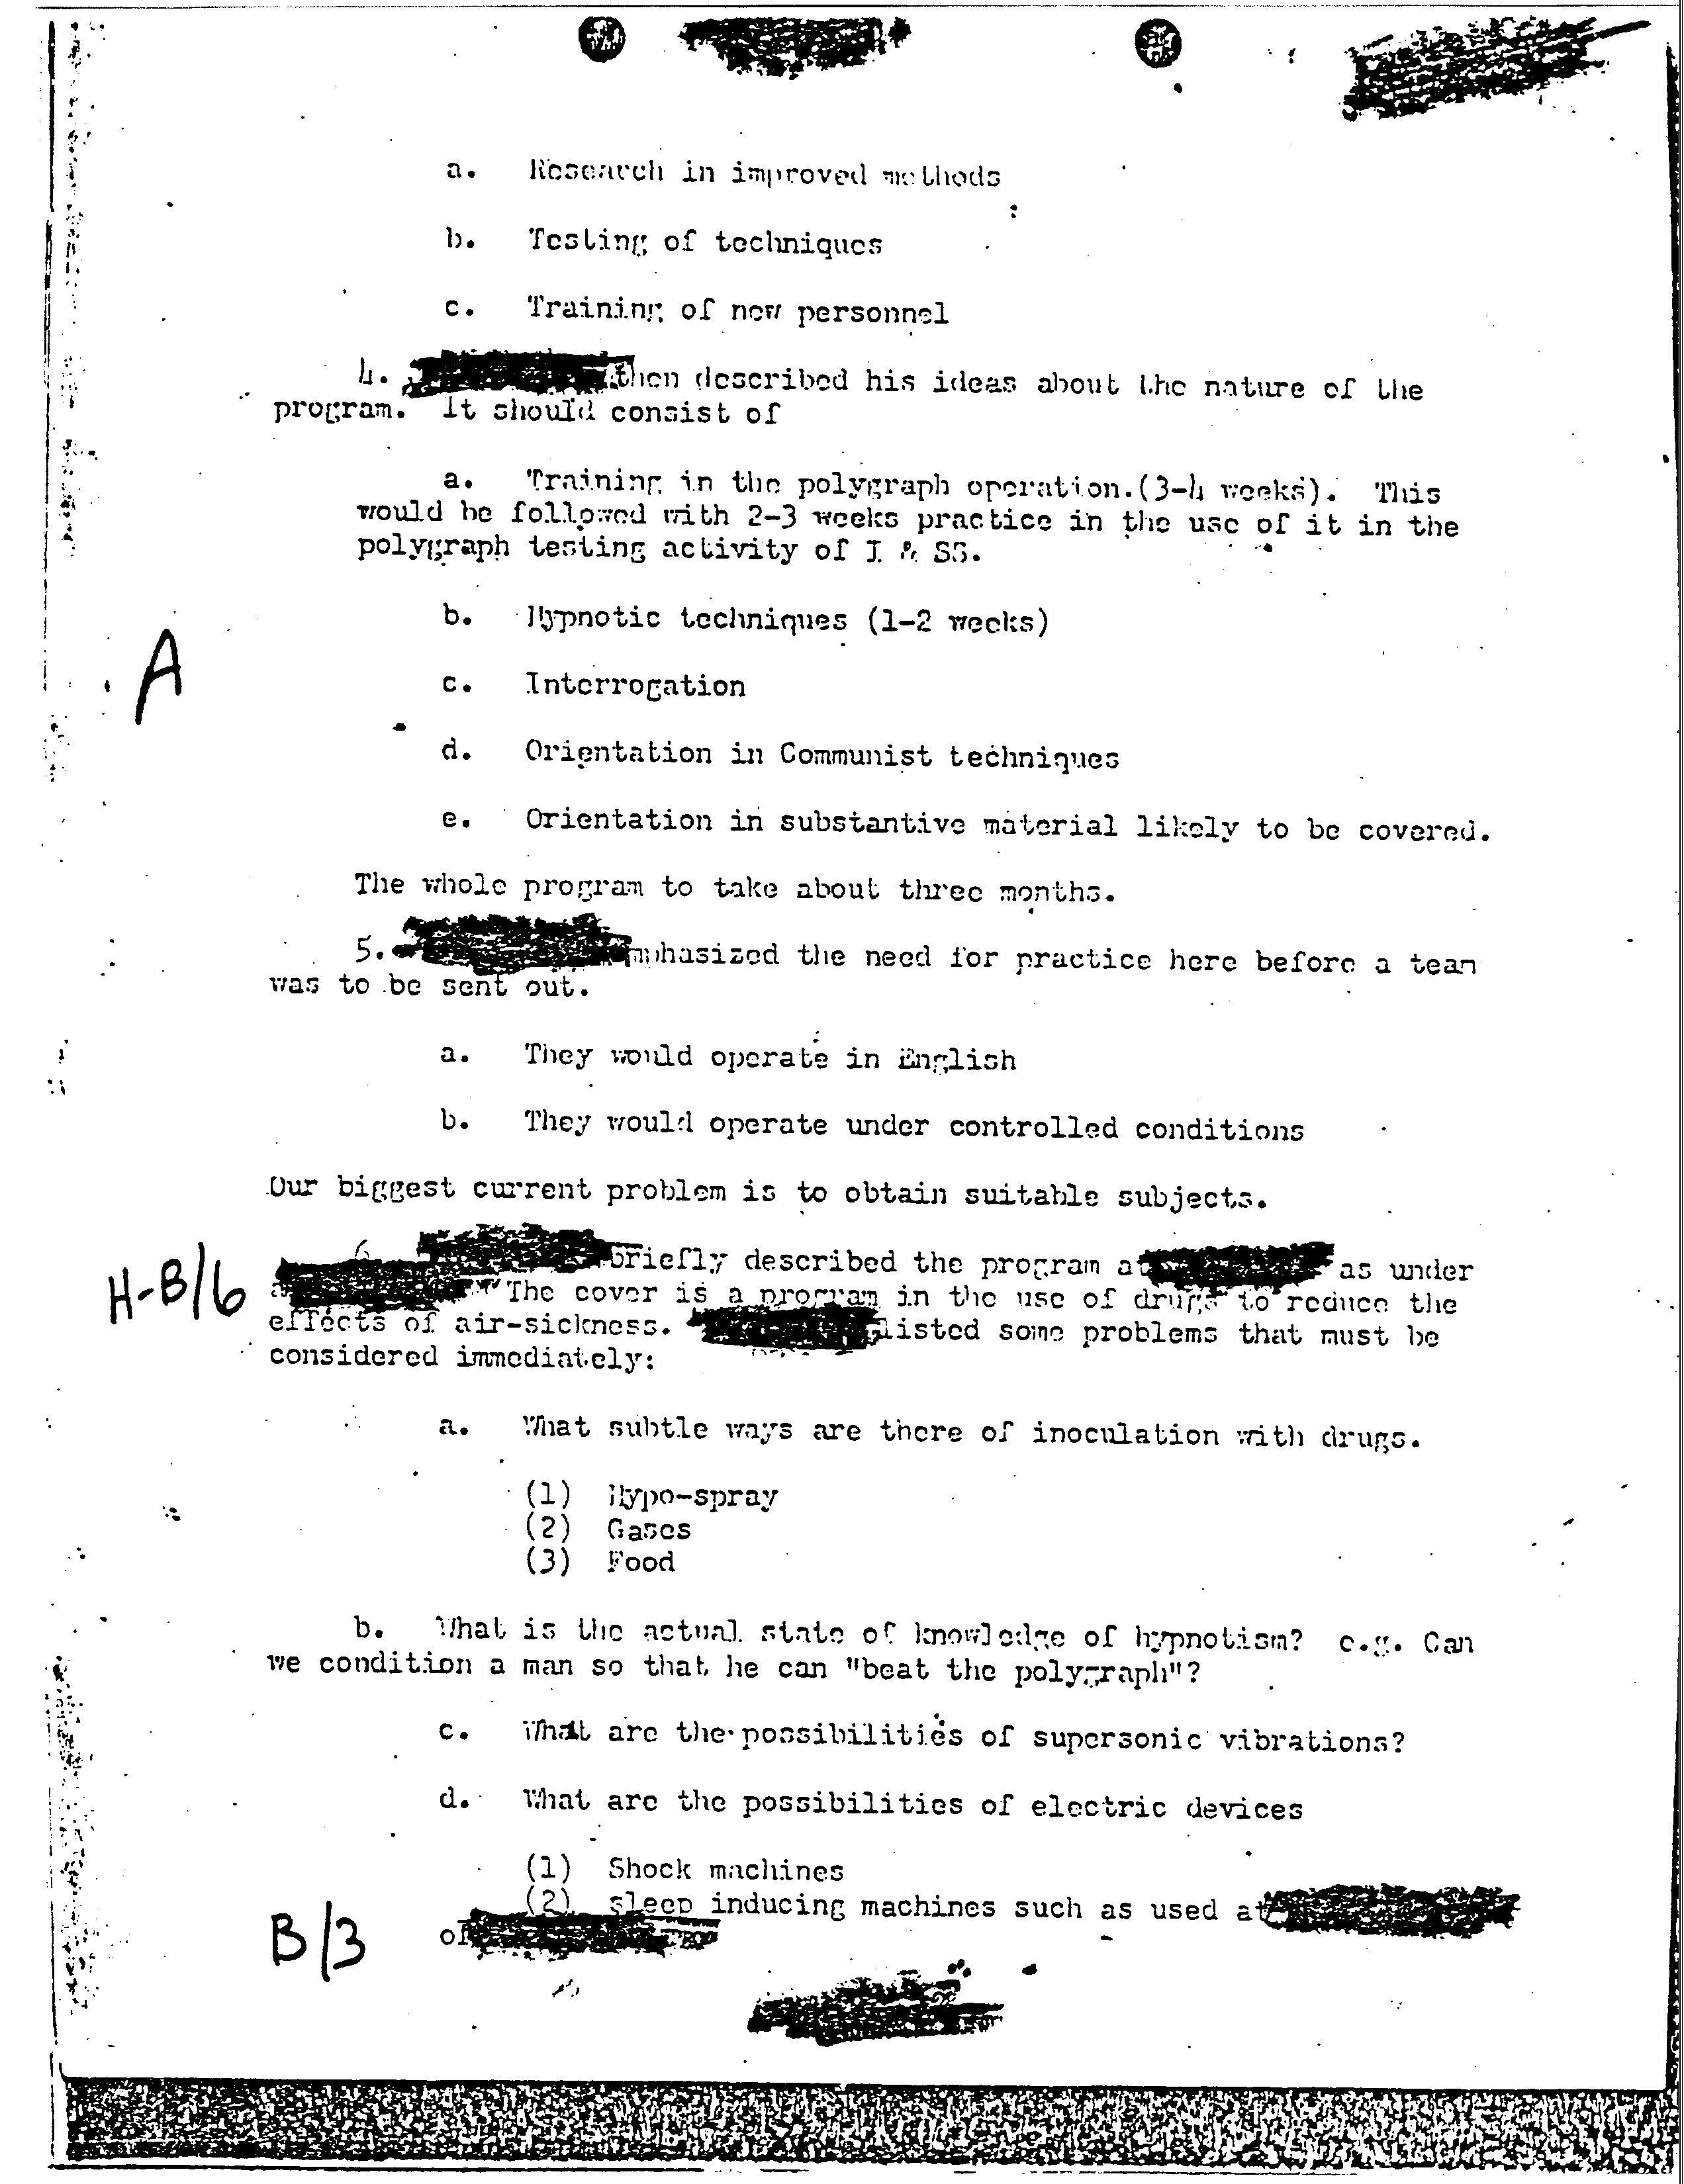 a. Research in improved methods
b. Testing of techniques
c. Training of new personnel
4. then described his ideas about the nature of the
program. It should consist of
a. Training in the polygraph operation.(3-4 weeks). This
would be followed with 2-3 weeks practice in the use of it in the
polygraph testing activity of I & SS.
b. Hypnotic techniques (1-2 weeks)
A
c. Interrogation
d. Orientation in Communist techniques
e. Orientation in substantive material likely to be covered.
The whole program to take about three months.
5. emphasized the need for practice here before a team
was to be sent out.
a. They would operate in English
b. They would operate under controlled conditions
Our biggest current problem is to obtain suitable subjects.
H-B/6
6 briefly described the program at as under
The cover is a program in the use of drugs to reduce the
effects of air-sickness. listed some problems that must be
considered immediately:
a. What subtle ways are there of inoculation with drugs.
(1) Hypo-spray
(2) Gases
(3) Food
b. What is the actual state of knowledge of hypnotism? e.g. Can
we condition a man so that he can "beat the polygraph"?
c. What are the possibilities of supersonic vibrations?
d. What are the possibilities of electric devices
(1) Shock machines
(2) sleep inducing machines such as used at
B/3